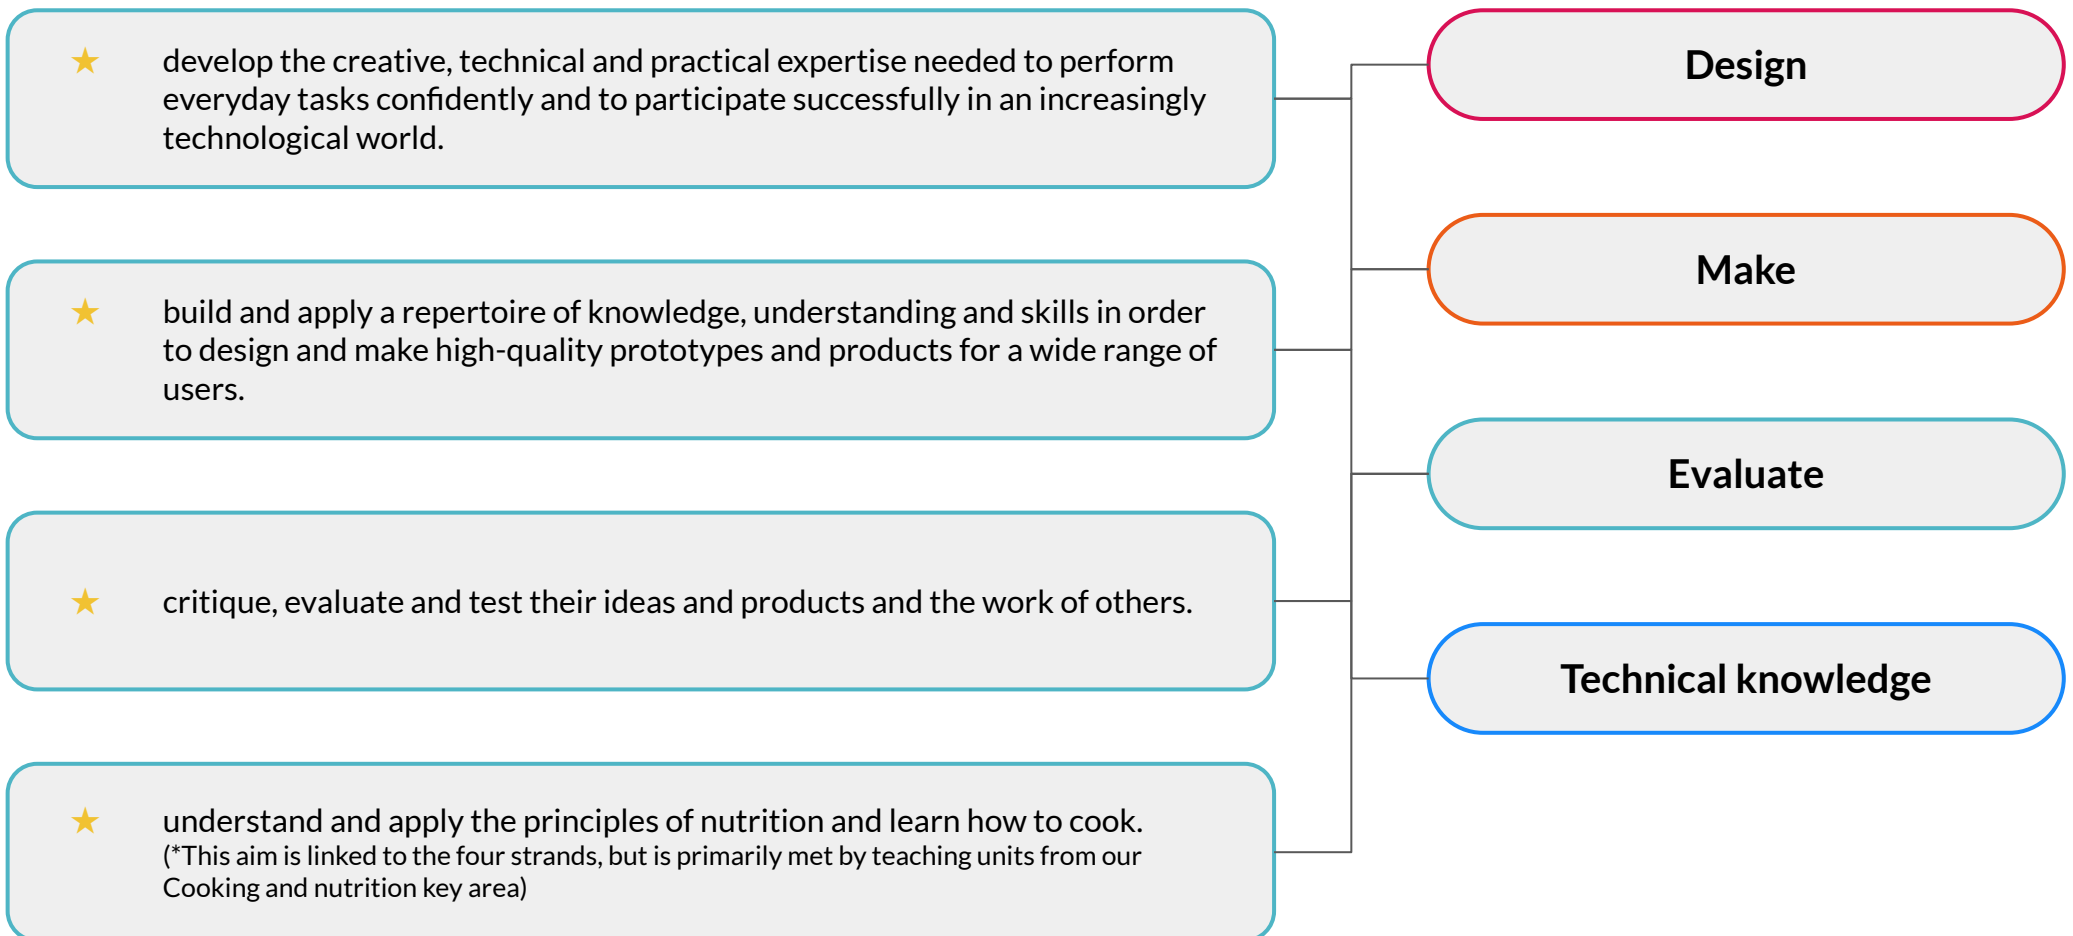 develop the creative, technical and practical expertise needed to perform
everyday tasks confidently and to participate successfully in an increasingly
technological world.
build and apply a repertoire of knowledge, understanding and skills in order
to design and make high-quality prototypes and products for a wide range of
users.
critique, evaluate and test their ideas and products and the work of others.
understand and apply the principles of nutrition and learn how to cook.
(*This aim is linked to the four strands, but is primarily met by teaching units from our
Cooking and nutrition key area)
Design
Make
Evaluate
Technical knowledge